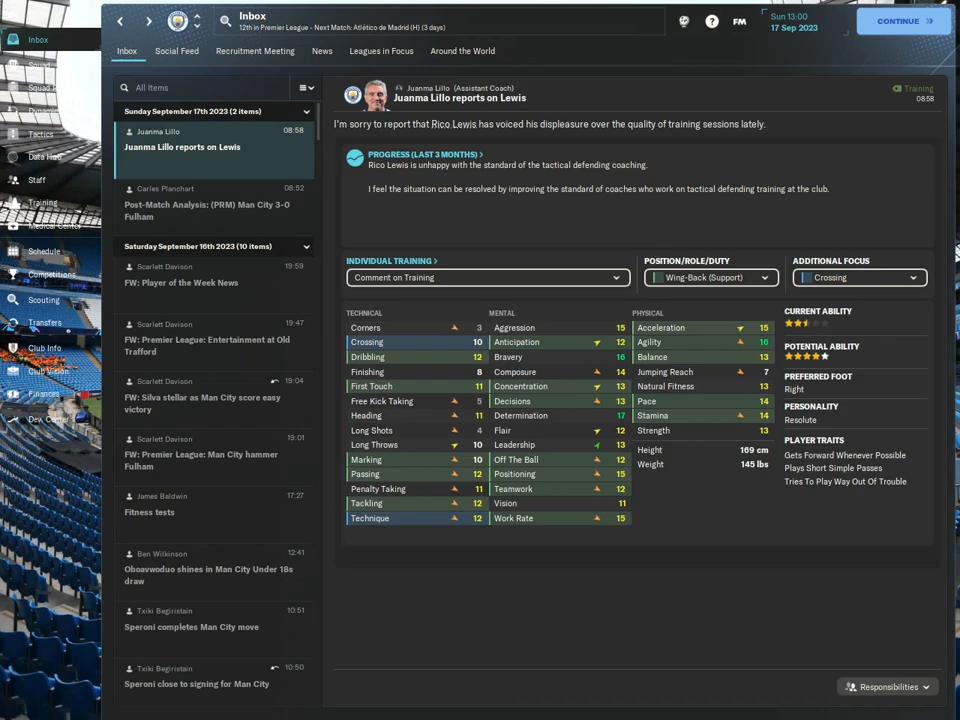 Inbox
12th in Premier League - Next Match: Atlético de Madrid (H) (3 days)
FM
Sun 13:00
17 Sep 2023
CONTINUE
Inbox
Social Feed
Recruitment Meeting
News
Leagues in Focus
Around the World
Inbox
Squad
Tactics
Data Hub
Staff
Training
Medical Center
Schedule
Competitions
Scouting
Transfers
Club Info
Club Vision
Finances
Dev. Center
All Items
Sunday September 17th 2023 (2 items)
Juanma Lillo 08:58
Juanma Lillo reports on Lewis
Carles Planchart 08:52
Post-Match Analysis: (PRM) Man City 3-0
Fulham
Saturday September 16th 2023 (10 items)
Scarlett Davison 19:59
FW: Player of the Week News
Scarlett Davison 19:47
FW: Premier League: Entertainment at Old
Trafford
Scarlett Davison 19:04
FW: Silva stellar as Man City score easy
victory
Scarlett Davison 19:01
FW: Premier League: Man City hammer
Fulham
James Baldwin 17:27
Fitness tests
Ben Wilkinson 12:41
Oboavwoduo shines in Man City Under 18s
draw
Txiki Begiristain 10:51
Speroni completes Man City move
Txiki Begiristain 10:50
Speroni close to signing for Man City
Juanma Lillo (Assistant Coach)
Juanma Lillo reports on Lewis
Training
08:58
I'm sorry to report that Rico Lewis has voiced his displeasure over the quality of training sessions lately.
PROGRESS (LAST 3 MONTHS) >
Rico Lewis is unhappy with the standard of the tactical defending coaching.
I feel the situation can be resolved by improving the standard of coaches who work on tactical defending training at the club.
INDIVIDUAL TRAINING >
Comment on Training
POSITION/ROLE/DUTY
Wing-Back (Support)
ADDITIONAL FOCUS
Crossing
TECHNICAL
Corners 3
Crossing 10
Dribbling 12
Finishing 8
First Touch 11
Free Kick Taking 5
Heading 11
Long Shots 4
Long Throws 10
Marking 10
Passing 12
Penalty Taking 11
Tackling 12
Technique 12
MENTAL
Aggression 15
Anticipation 12
Bravery 16
Composure 14
Concentration 13
Decisions 13
Determination 17
Flair 12
Leadership 13
Off The Ball 12
Positioning 15
Teamwork 12
Vision 11
Work Rate 15
PHYSICAL
Acceleration 15
Agility 16
Balance 13
Jumping Reach 7
Natural Fitness 13
Pace 14
Stamina 14
Strength 13
Height 169 cm
Weight 145 lbs
CURRENT ABILITY
POTENTIAL ABILITY
PREFERRED FOOT
Right
PERSONALITY
Resolute
PLAYER TRAITS
Gets Forward Whenever Possible
Plays Short Simple Passes
Tries To Play Way Out Of Trouble
Responsibilities